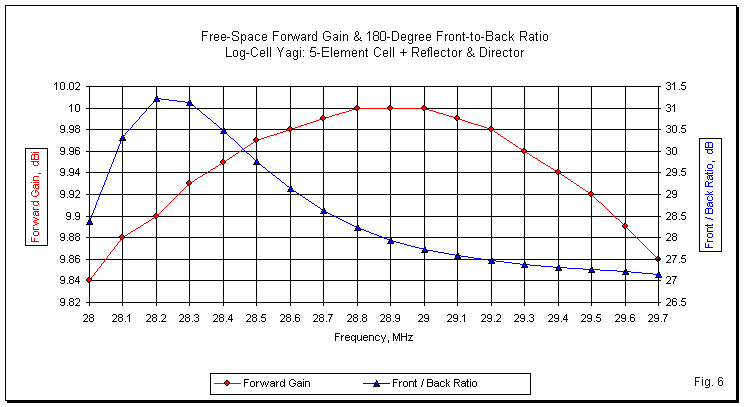 Free-Space Forward Gain & 180-Degree Front-to-Back Ratio
Log-Cell Yagi: 5-Element Cell + Reflector & Director
10.02
10
9.98
9.96
9.94
9.92
9.9
9.88
9.86
9.84
9.82
Forward Gain, dBi
31.5
31
30.5
30
29.5
29
28.5
28
27.5
27
26.5
Front / Back Ratio, dB
28 28.1 28.2 28.3 28.4 28.5 28.6 28.7 28.8 28.9 29 29.1 29.2 29.3 29.4 29.5 29.6 29.7
Frequency, MHz
Forward Gain Front / Back Ratio
Fig. 6